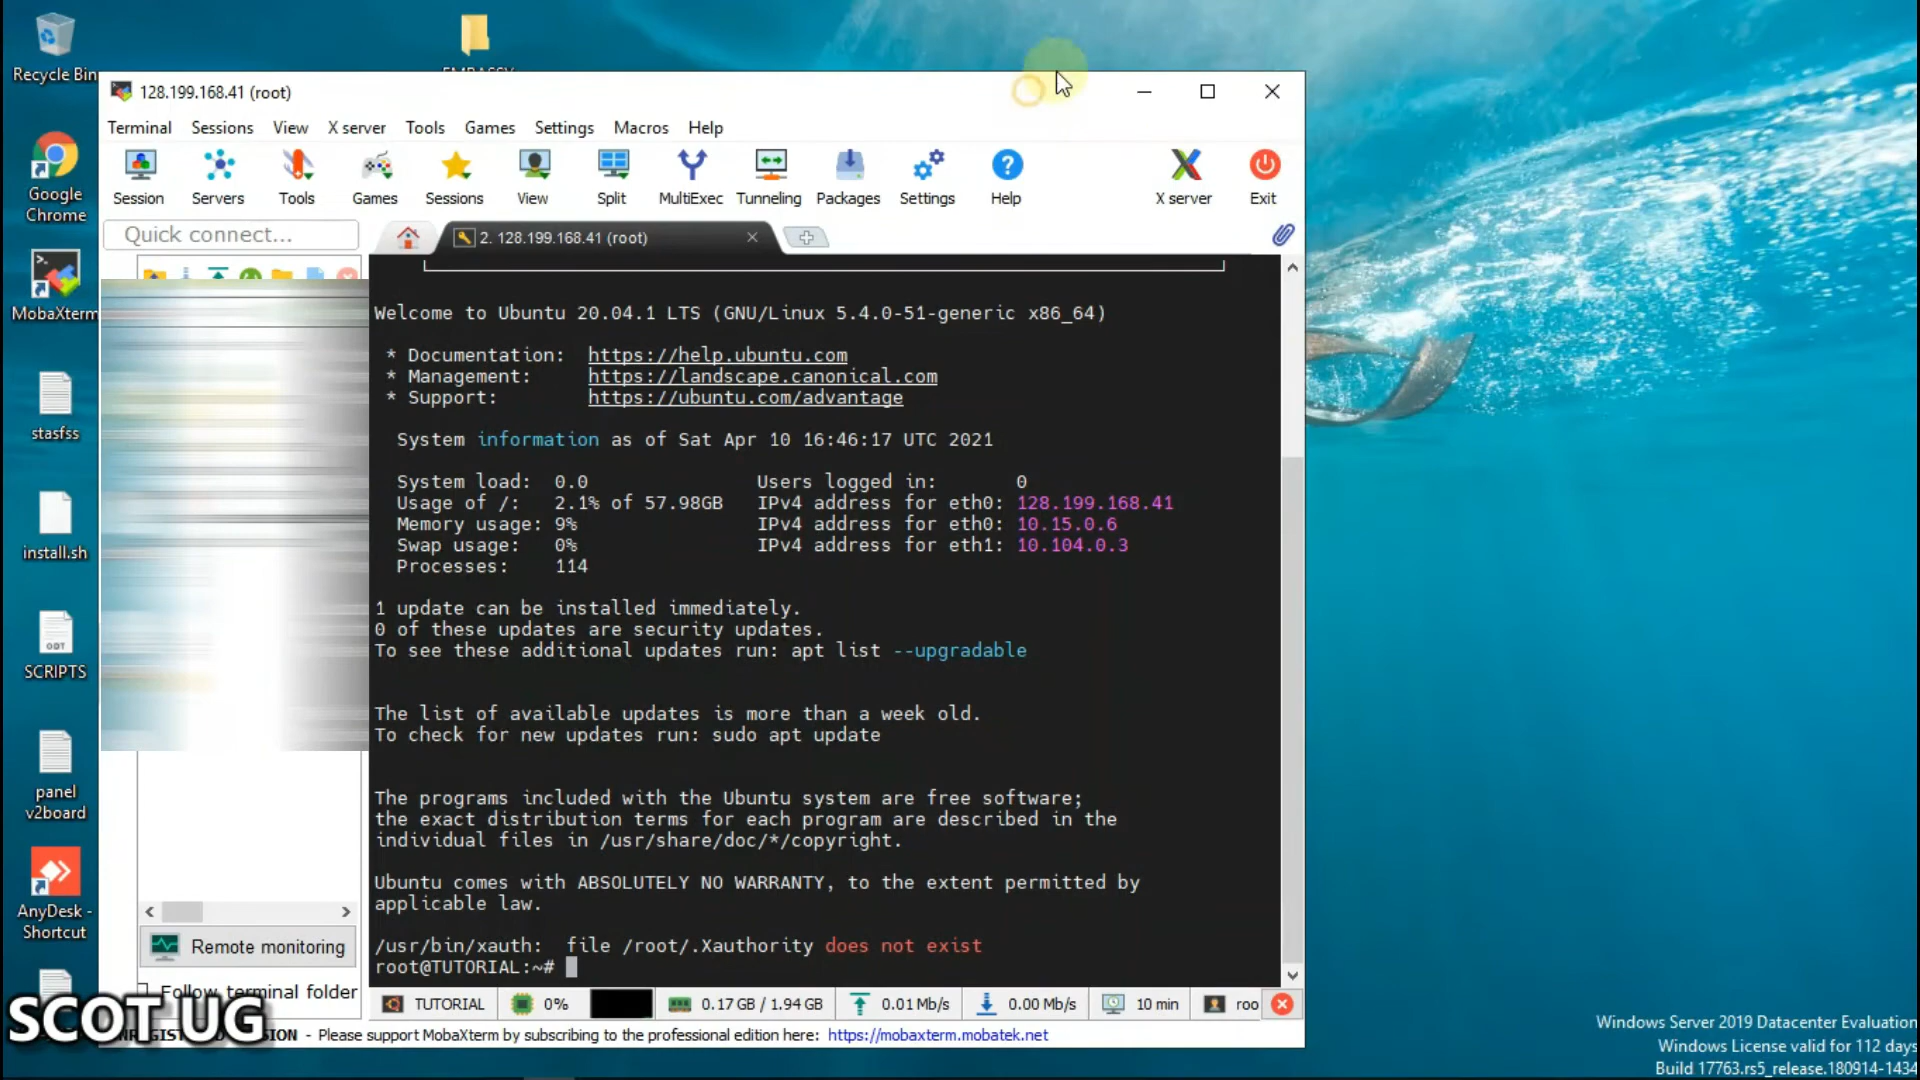 Recycle Bin
128.199.168.41 (root)
Terminal Sessions View X server Tools Games Settings Macros Help
Session Servers Tools Games Sessions View Split MultiExec Tunneling Packages Settings Help X server Exit
Quick connect...
2. 128.199.168.41 (root)
Google
Chrome
MobaXterm
stasfss
install.sh
ODT
SCRIPTS
panel
v2board
AnyDesk -
Shortcut
Welcome to Ubuntu 20.04.1 LTS (GNU/Linux 5.4.0-51-generic x86_64)
* Documentation: https://help.ubuntu.com
* Management: https://landscape.canonical.com
* Support: https://ubuntu.com/advantage
System information as of Sat Apr 10 16:46:17 UTC 2021
System load: 0.0 Users logged in: 0
Usage of /: 2.1% of 57.98GB IPv4 address for eth0: 128.199.168.41
Memory usage: 9% IPv4 address for eth0: 10.15.0.6
Swap usage: 0% IPv4 address for eth1: 10.104.0.3
Processes: 114
1 update can be installed immediately.
0 of these updates are security updates.
To see these additional updates run: apt list --upgradable
The list of available updates is more than a week old.
To check for new updates run: sudo apt update
The programs included with the Ubuntu system are free software;
the exact distribution terms for each program are described in the
individual files in /usr/share/doc/*/copyright.
Ubuntu comes with ABSOLUTELY NO WARRANTY, to the extent permitted by
applicable law.
/usr/bin/xauth: file /root/.Xauthority does not exist
root@TUTORIAL:~#
Remote monitoring
Follow terminal folder
TUTORIAL 0% 0.17 GB / 1.94 GB 0.01 Mb/s 0.00 Mb/s 10 min roo
SCOT UG
- Please support MobaXterm by subscribing to the professional edition here: https://mobaxterm.mobatek.net
Windows Server 2019 Datacenter Evaluation
Windows License valid for 112 days
Build 17763.rs5_release.180914-1434